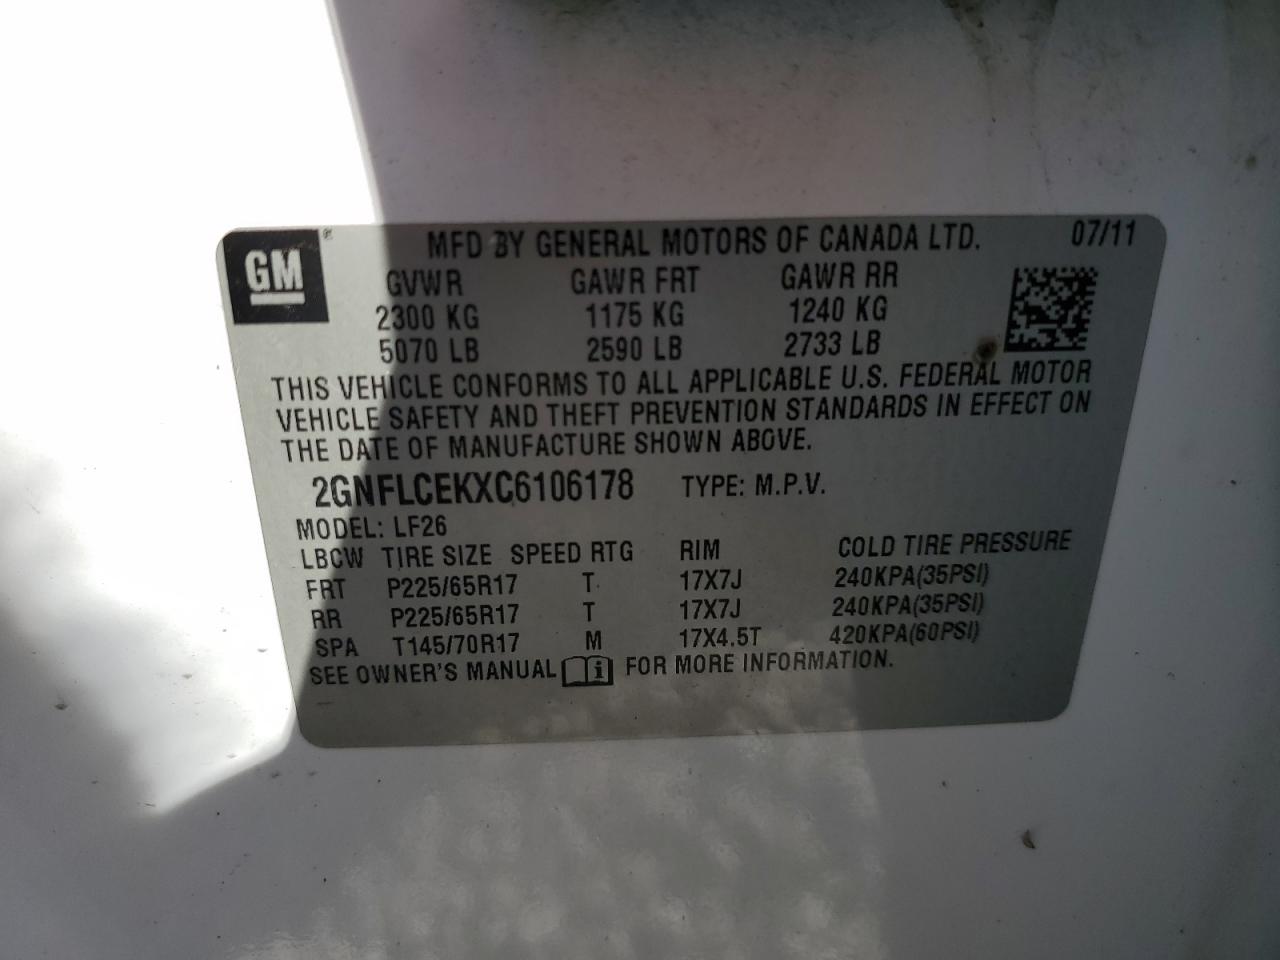 GM ®
MFD BY GENERAL MOTORS OF CANADA LTD. 07/11
GVWR GAWR FRT GAWR RR
2300 KG 1175 KG 1240 KG
5070 LB 2590 LB 2733 LB
THIS VEHICLE CONFORMS TO ALL APPLICABLE U.S. FEDERAL MOTOR
VEHICLE SAFETY AND THEFT PREVENTION STANDARDS IN EFFECT ON
THE DATE OF MANUFACTURE SHOWN ABOVE.
2GNFLCEKXC6106178 TYPE: M.P.V.
MODEL: LF26
LBCW TIRE SIZE SPEED RTG RIM COLD TIRE PRESSURE
FRT P225/65R17 T 17X7J 240KPA(35PSI)
RR P225/65R17 T 17X7J 240KPA(35PSI)
SPA T145/70R17 M 17X4.5T 420KPA(60PSI)
SEE OWNER'S MANUAL i FOR MORE INFORMATION.